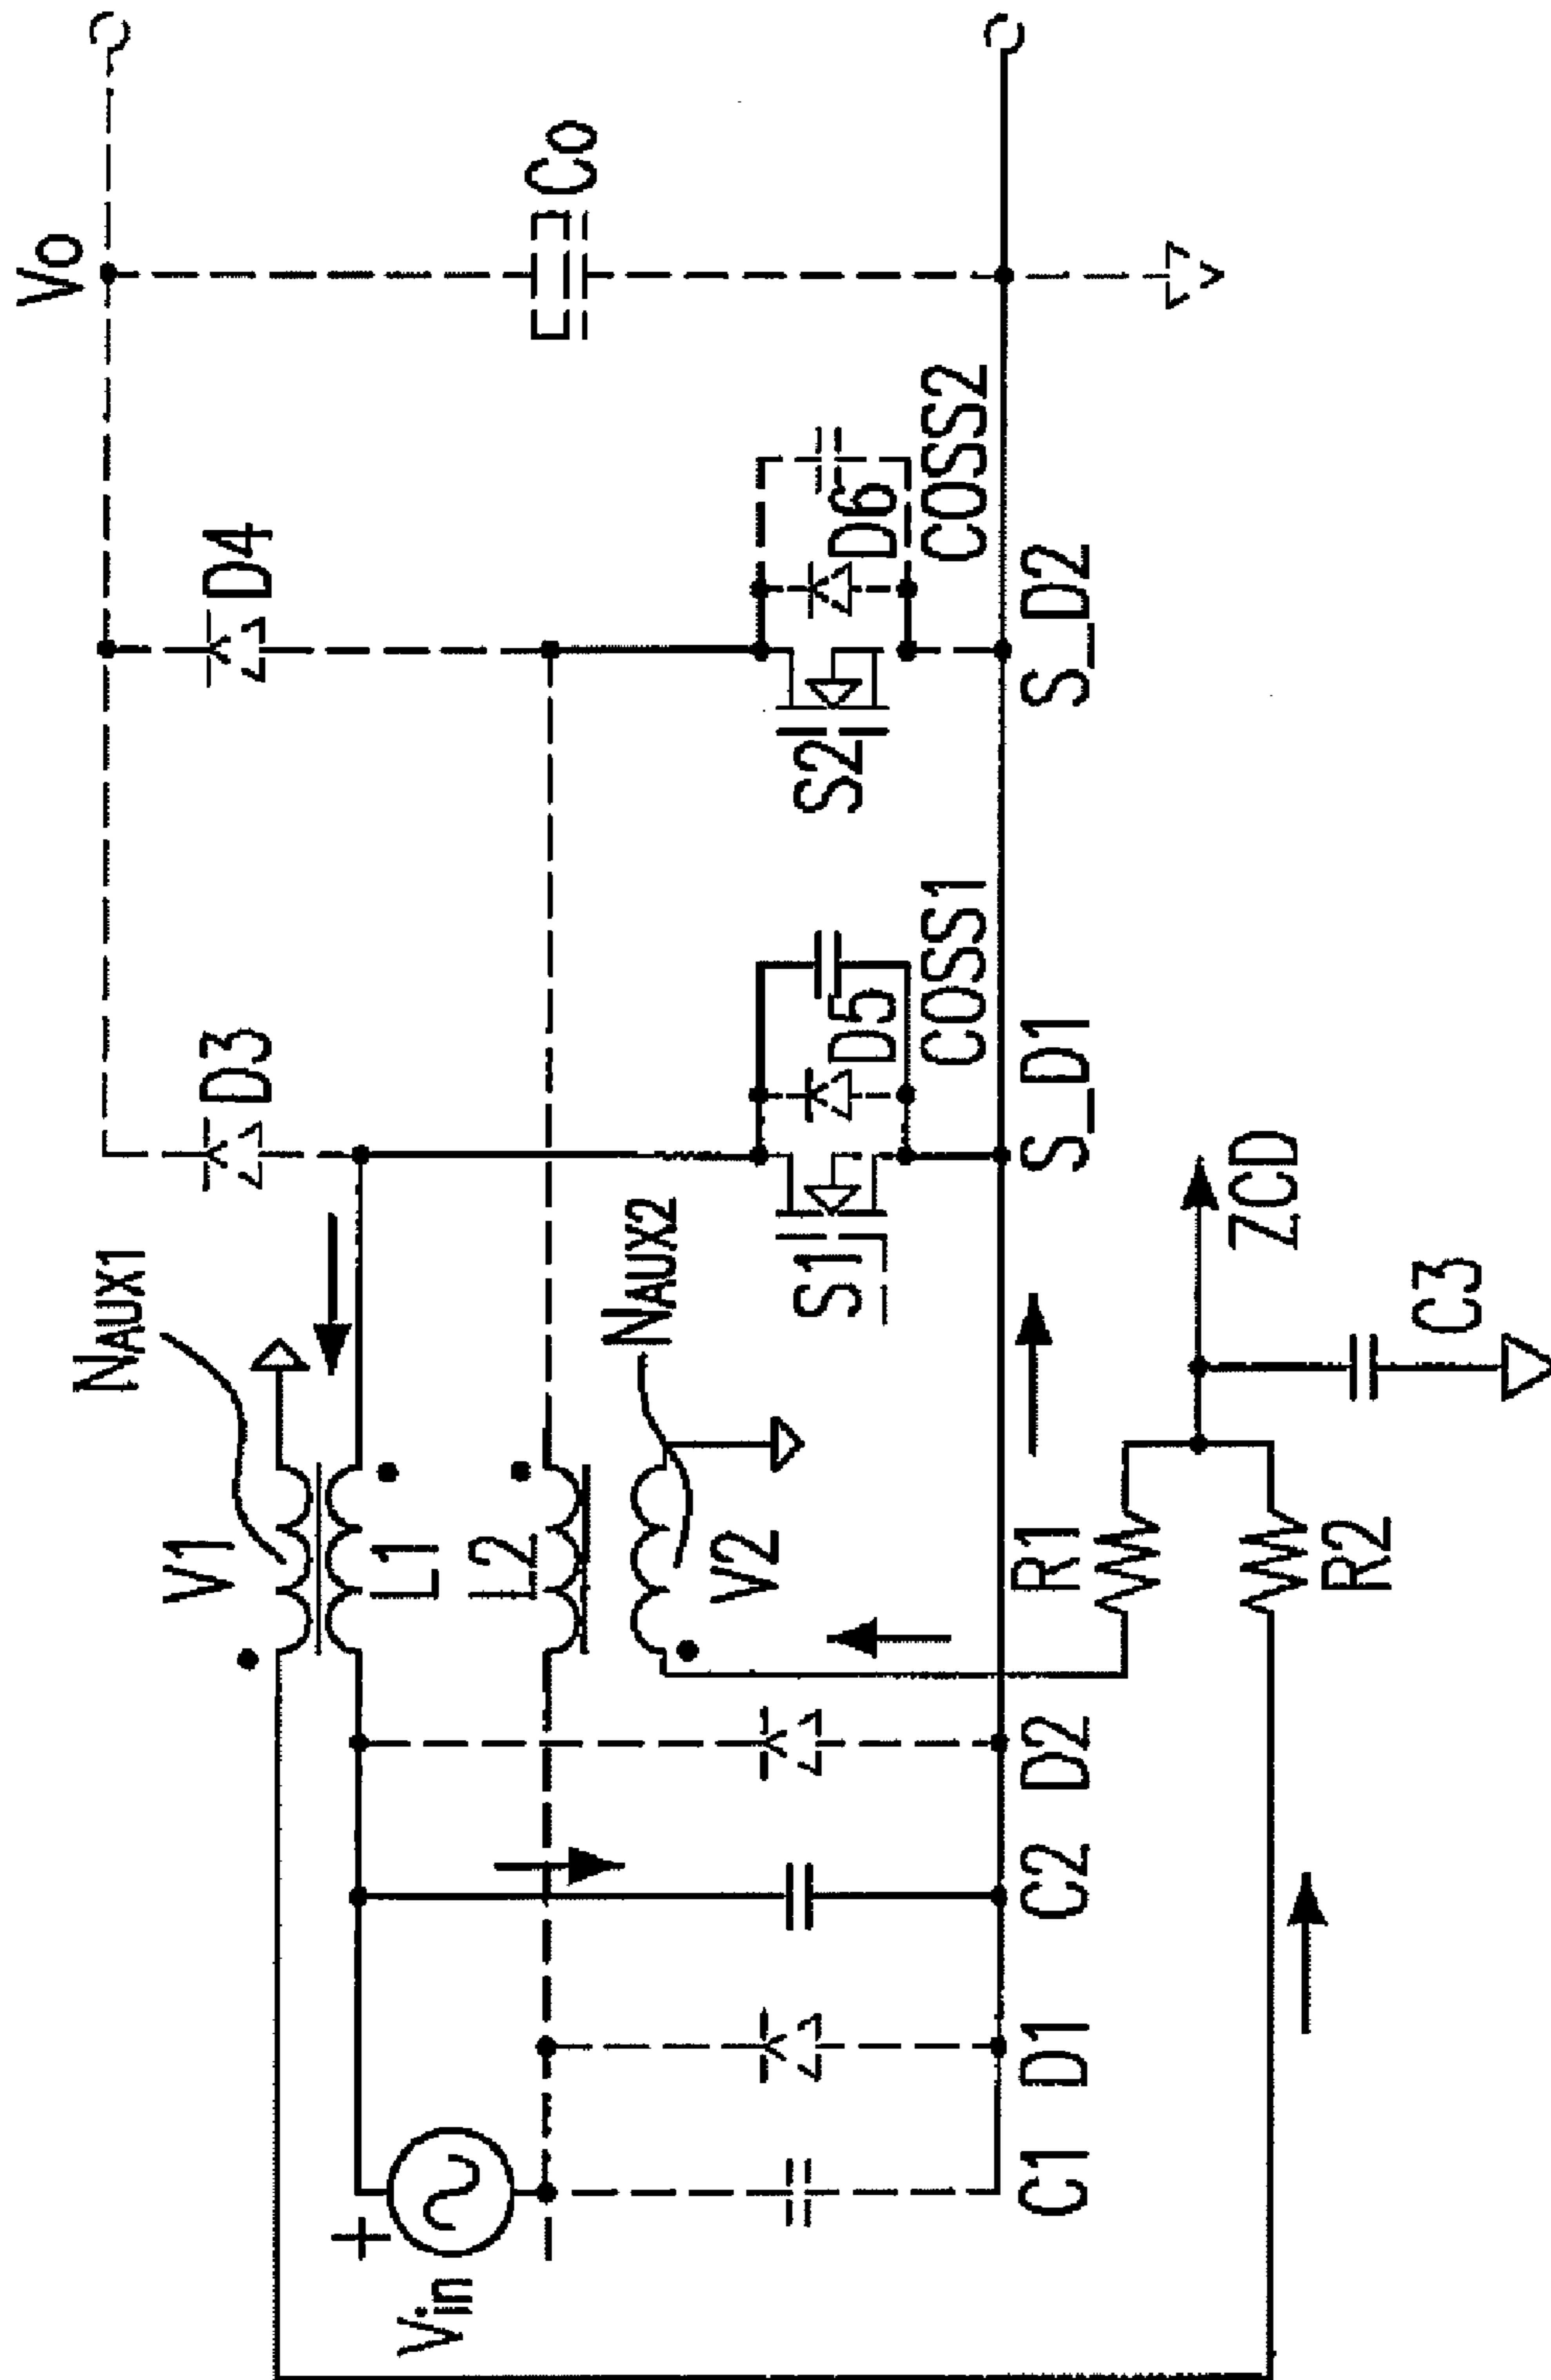 Vo
NAUX1
D3
D4
V1
L1
L2
Co
NAUX2
V2
S1
D5
COSS1
S2
D6
COSS2
+
Vin
−
C1
D1
C2
D2
R1
S_D1
S_D2
ZCD
R2
C3